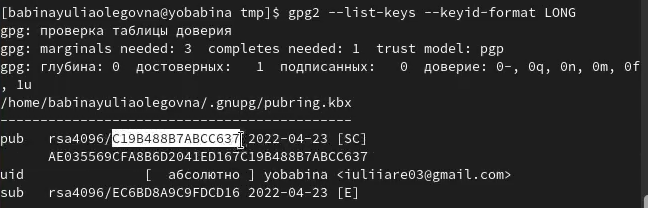 [babinayuliaolegovna@yobabina tmp]$ gpg2 --list-keys --keyid-format LONG
gpg: проверка таблицы доверия
gpg: marginals needed: 3  completes needed: 1  trust model: pgp
gpg: глубина: 0  достоверных:   1  подписанных:   0  доверие: 0-, 0q, 0n, 0m, 0f
, 1u
/home/babinayuliaolegovna/.gnupg/pubring.kbx
--------------------------------------------
pub   rsa4096/C19B488B7ABCC637 2022-04-23 [SC]
      AE035569CFA8B6D2041ED167C19B488B7ABCC637
uid               [  абсолютно ] yobabina <iuliiare03@gmail.com>
sub   rsa4096/EC6BD8A9C9FDCD16 2022-04-23 [E]